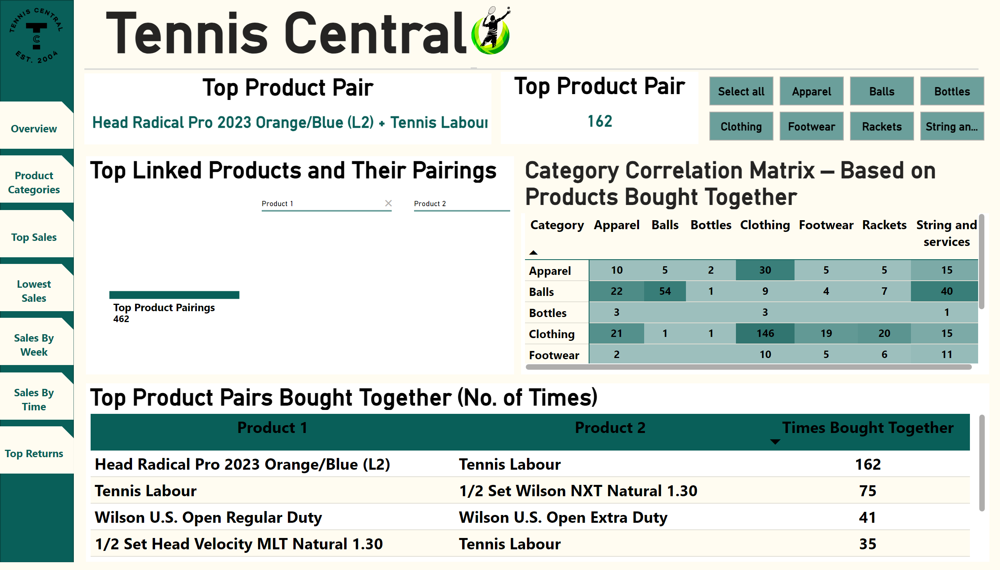 TENNIS CENTRAL
T
C
EST. 2004
Tennis Central
Overview
Product
Categories
Top Sales
Lowest
Sales
Sales By
Week
Sales By
Time
Top Returns
Top Product Pair
Head Radical Pro 2023 Orange/Blue (L2) + Tennis Labour
Top Product Pair
162
Select all Apparel Balls Bottles
Clothing Footwear Rackets String an...
Top Linked Products and Their Pairings
Product 1 Product 2
Top Product Pairings
462
Category Correlation Matrix – Based on
Products Bought Together
Category Apparel Balls Bottles Clothing Footwear Rackets String and
services
Apparel 10 5 2 30 5 5 15
Balls 22 54 1 9 4 7 40
Bottles 3 3 1
Clothing 21 1 1 146 19 20 15
Footwear 2 10 5 6 11
Top Product Pairs Bought Together (No. of Times)
Product 1 Product 2 Times Bought Together
Head Radical Pro 2023 Orange/Blue (L2) Tennis Labour 162
Tennis Labour 1/2 Set Wilson NXT Natural 1.30 75
Wilson U.S. Open Regular Duty Wilson U.S. Open Extra Duty 41
1/2 Set Head Velocity MLT Natural 1.30 Tennis Labour 35